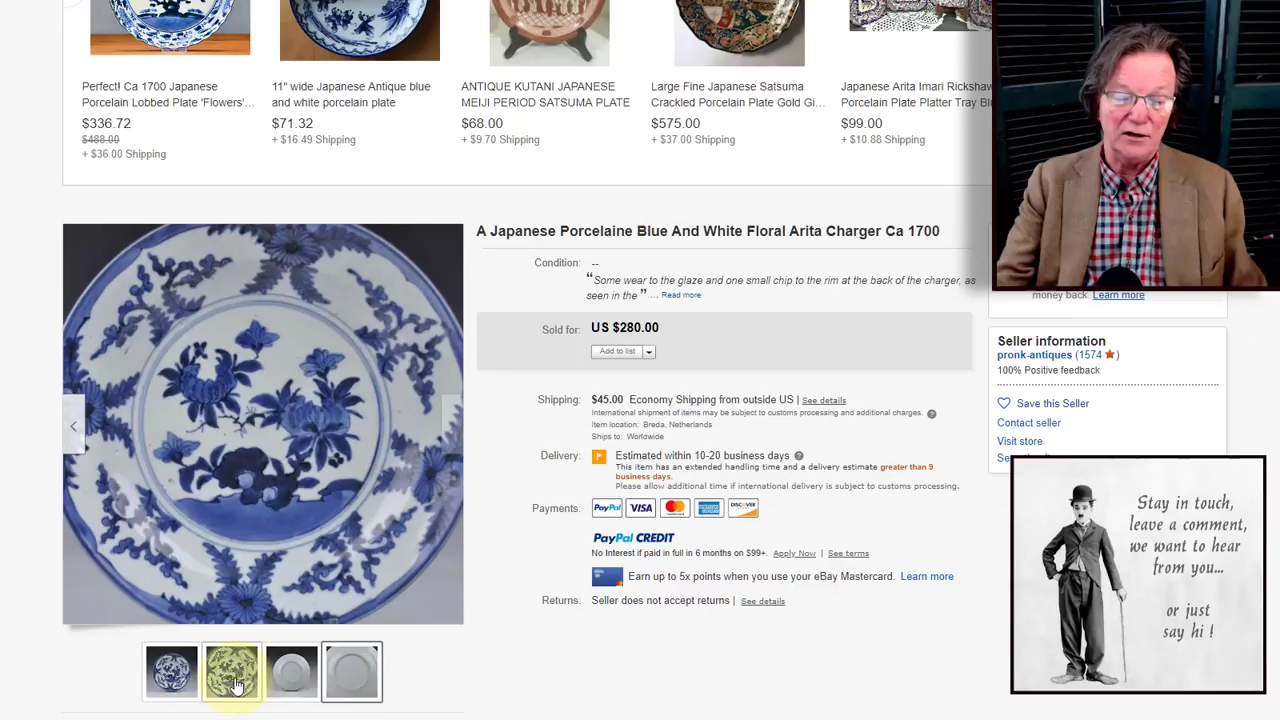 Perfect! Ca 1700 Japanese
Porcelain Lobbed Plate 'Flowers'...
$336.72
$488.00
+ $36.00 Shipping
11" wide Japanese Antique blue
and white porcelain plate
$71.32
+ $16.49 Shipping
ANTIQUE KUTANI JAPANESE
MEIJI PERIOD SATSUMA PLATE
$68.00
+ $9.70 Shipping
Large Fine Japanese Satsuma
Crackled Porcelain Plate Gold Gi...
$575.00
+ $37.00 Shipping
Japanese Arita Imari Rickshaw
Porcelain Plate Platter Tray
$99.00
+ $10.88 Shipping
A Japanese Porcelaine Blue And White Floral Arita Charger Ca 1700
Condition: --
“Some wear to the glaze and one small chip to the rim at the back of the charger, as
seen in the ” ... Read more
Sold for: US $280.00
Add to list
Shipping: $45.00 Economy Shipping from outside US | See details
International shipment of items may be subject to customs processing and additional charges. ?
Item location: Breda, Netherlands
Ships to: Worldwide
Delivery: Estimated within 10-20 business days ?
This item has an extended handling time and a delivery estimate greater than 9
business days.
Please allow additional time if international delivery is subject to customs processing.
Payments: PayPal VISA MasterCard AMERICAN EXPRESS DISCOVER
PayPal CREDIT
No Interest if paid in full in 6 months on $99+. Apply Now | See terms
Earn up to 5x points when you use your eBay Mastercard. Learn more
Returns: Seller does not accept returns | See details
money back. Learn more
Seller information
pronk-antiques (1574 )
100% Positive feedback
Save this Seller
Contact seller
Visit store
Stay in touch,
leave a comment,
we want to hear
from you...
or just
say hi !